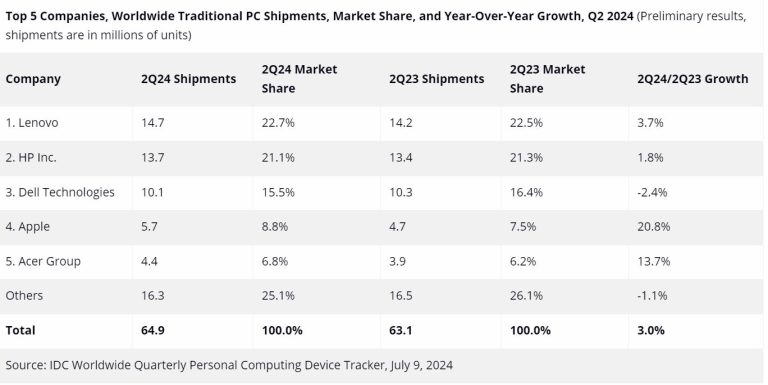 Top 5 Companies, Worldwide Traditional PC Shipments, Market Share, and Year-Over-Year Growth, Q2 2024 (Preliminary results,
shipments are in millions of units)
Company 2Q24 Shipments 2Q24 Market Share 2Q23 Shipments 2Q23 Market Share 2Q24/2Q23 Growth
1. Lenovo 14.7 22.7% 14.2 22.5% 3.7%
2. HP Inc. 13.7 21.1% 13.4 21.3% 1.8%
3. Dell Technologies 10.1 15.5% 10.3 16.4% -2.4%
4. Apple 5.7 8.8% 4.7 7.5% 20.8%
5. Acer Group 4.4 6.8% 3.9 6.2% 13.7%
Others 16.3 25.1% 16.5 26.1% -1.1%
Total 64.9 100.0% 63.1 100.0% 3.0%
Source: IDC Worldwide Quarterly Personal Computing Device Tracker, July 9, 2024